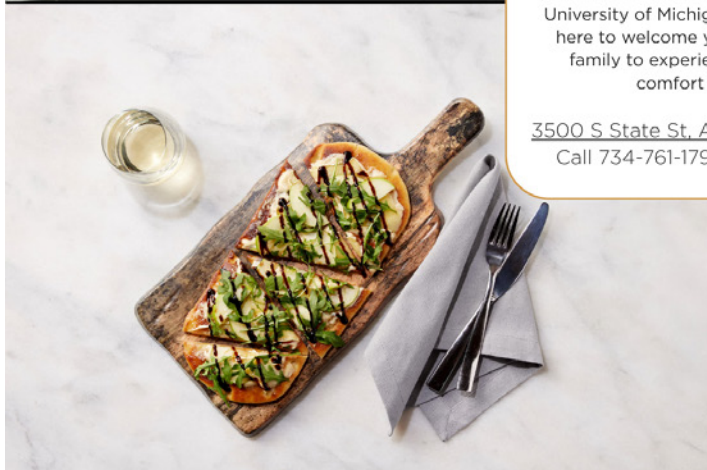 University of Michig
here to welcome y
family to experie
comfort
3500 S State St, A
Call 734-761-179